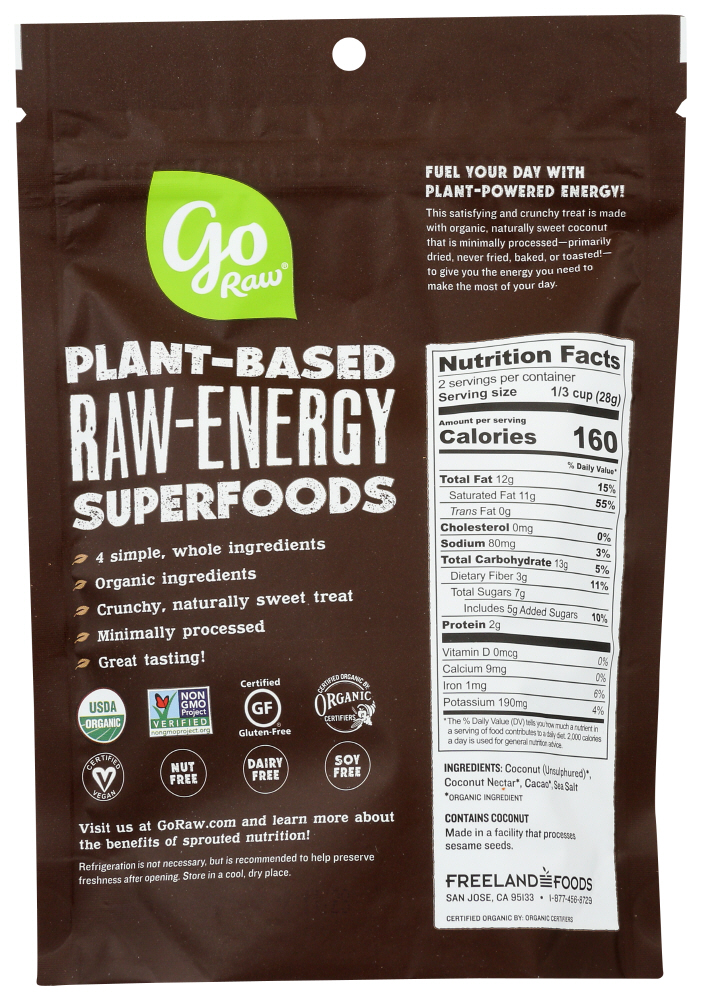 go
Raw®
PLANT-BASED
RAW-ENERGY
SUPERFOODS
4 simple, whole ingredients
Organic ingredients
Crunchy, naturally sweet treat
Minimally processed
Great tasting!
USDA
ORGANIC
NON
GMO
Project
VERIFIED
nongmoproject.org
Certified
GF
Gluten-Free
CERTIFIED ORGANIC BY
ORGANIC
CERTIFIERS
CERTIFIED
V
VEGAN
NUT
FREE
DAIRY
FREE
SOY
FREE
Visit us at GoRaw.com and learn more about
the benefits of sprouted nutrition!
Refrigeration is not necessary, but is recommended to help preserve
freshness after opening. Store in a cool, dry place.
FUEL YOUR DAY WITH
PLANT-POWERED ENERGY!
This satisfying and crunchy treat is made
with organic, naturally sweet coconut
that is minimally processed—primarily
dried, never fried, baked, or toasted!—
to give you the energy you need to
make the most of your day.
Nutrition Facts
2 servings per container
Serving size 1/3 cup (28g)
Amount per serving
Calories 160
% Daily Value*
Total Fat 12g 15%
Saturated Fat 11g 55%
Trans Fat 0g
Cholesterol 0mg 0%
Sodium 80mg 3%
Total Carbohydrate 13g 5%
Dietary Fiber 3g 11%
Total Sugars 7g
Includes 5g Added Sugars 10%
Protein 2g
Vitamin D 0mcg 0%
Calcium 9mg 0%
Iron 1mg 6%
Potassium 190mg 4%
*The % Daily Value (DV) tells you how much a nutrient in
a serving of food contributes to a daily diet. 2,000 calories
a day is used for general nutrition advice.
INGREDIENTS: Coconut (Unsulphured)*,
Coconut Nectar*, Cacao*, Sea Salt
*ORGANIC INGREDIENT
CONTAINS COCONUT
Made in a facility that processes
sesame seeds.
FREELAND FOODS
SAN JOSE, CA 95133 • 1-877-456-8729
CERTIFIED ORGANIC BY: ORGANIC CERTIFIERS